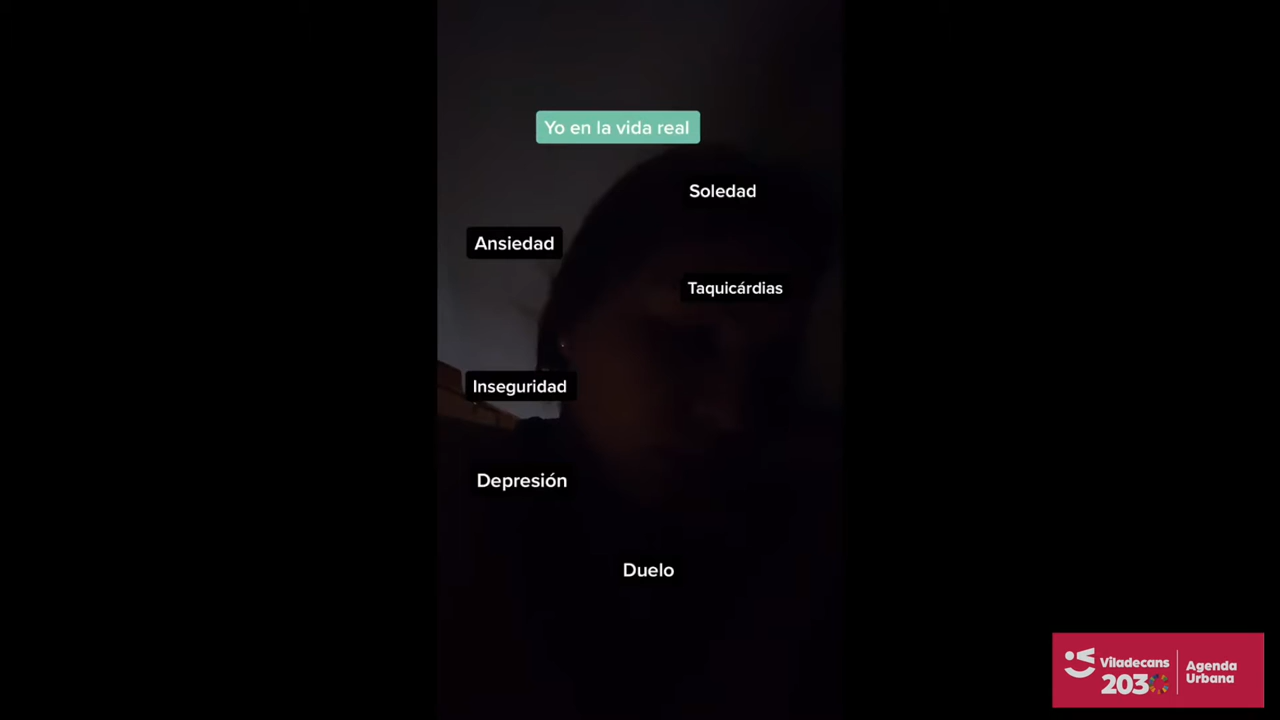 Yo en la vida real
Soledad
Ansiedad
Taquicárdias
Inseguridad
Depresión
Duelo
Viladecans
2030
Agenda
Urbana